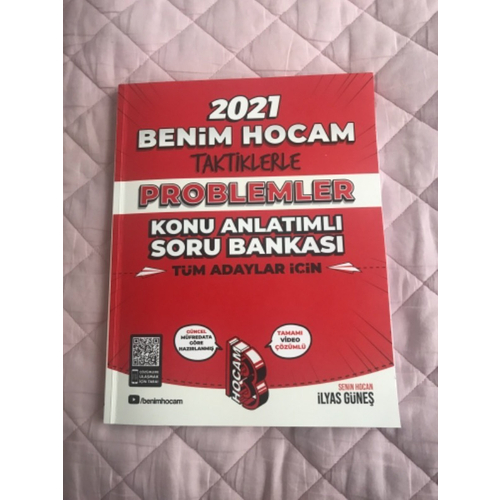 2021
BENİM HOCAM
TAKTİKLERLE
PROBLEMLER
KONU ANLATIMLI
SORU BANKASI
TÜM ADAYLAR İÇİN
GÜNCEL
MÜFREDATA
GÖRE
HAZIRLANMIŞ
TAMAMI
VİDEO
ÇÖZÜMLÜ
HOCAM
/benimhocam
SENİN HOCAN
İLYAS GÜNEŞ